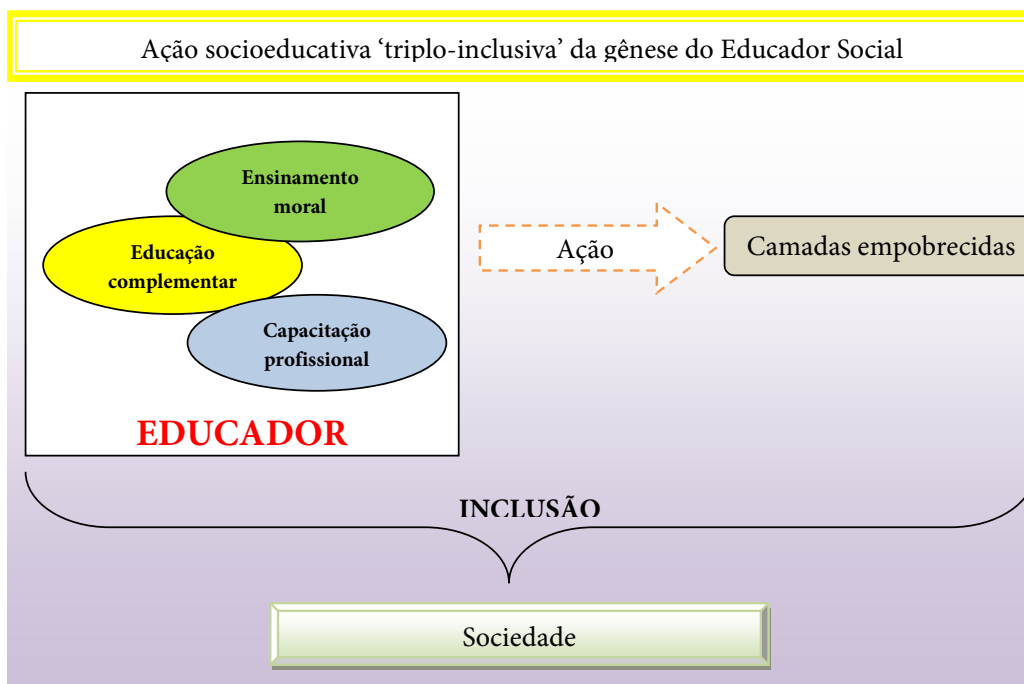 Ação socioeducativa ‘triplo-inclusiva’ da gênese do Educador Social
Ensinamento
moral
Educação
complementar
Capacitação
profissional
EDUCADOR
Ação
Camadas empobrecidas
INCLUSÃO
Sociedade